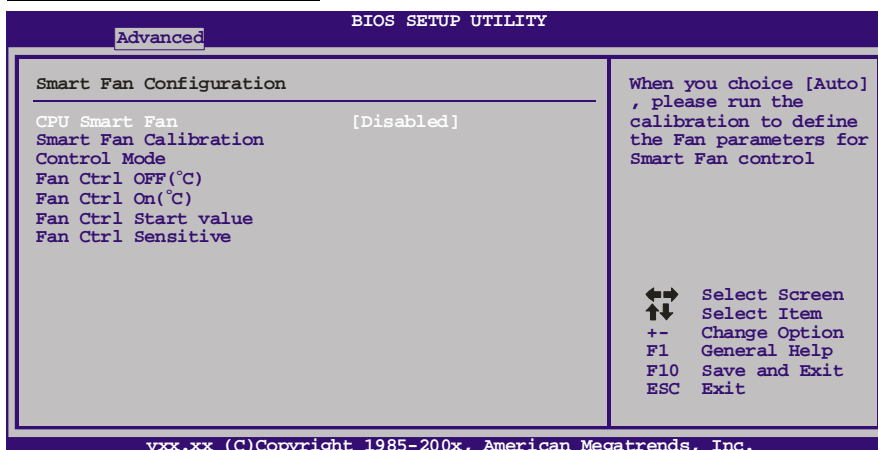 BIOS SETUP UTILITY
Advanced
Smart Fan Configuration
CPU Smart Fan [Disabled]
Smart Fan Calibration
Control Mode
Fan Ctrl OFF(°C)
Fan Ctrl On(°C)
Fan Ctrl Start value
Fan Ctrl Sensitive
When you choice [Auto]
, please run the
calibration to define
the Fan parameters for
Smart Fan control
Select Screen
Select Item
+- Change Option
F1 General Help
F10 Save and Exit
ESC Exit
vxx.xx (C)Copyright 1985-200x, American Megatrends, Inc.